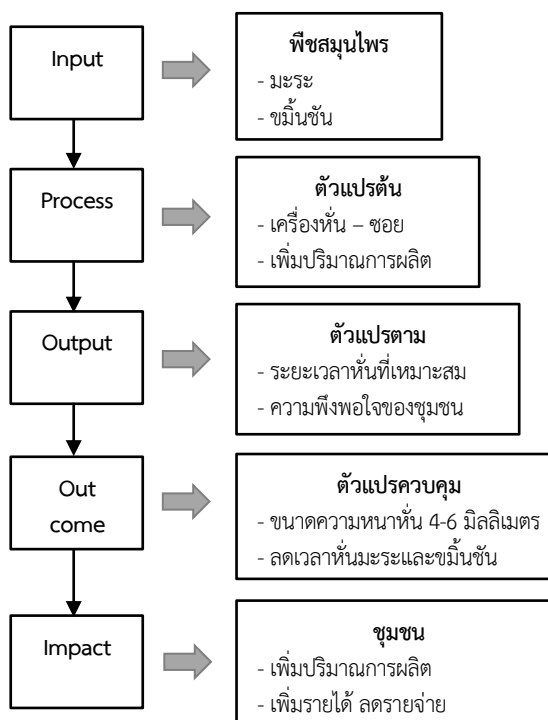 Input
พืชสมุนไพร
- มะระ
- ขมิ้นชัน
Process
ตัวแปรต้น
- เครื่องหั่น – ซอย
- เพิ่มปริมาณการผลิต
Output
ตัวแปรตาม
- ระยะเวลาหั่นที่เหมาะสม
- ความพึงพอใจของชุมชน
Out
come
ตัวแปรควบคุม
- ขนาดความหนาหั่น 4-6 มิลลิเมตร
- ลดเวลาหั่นมะระและขมิ้นชัน
Impact
ชุมชน
- เพิ่มปริมาณการผลิต
- เพิ่มรายได้ ลดรายจ่าย